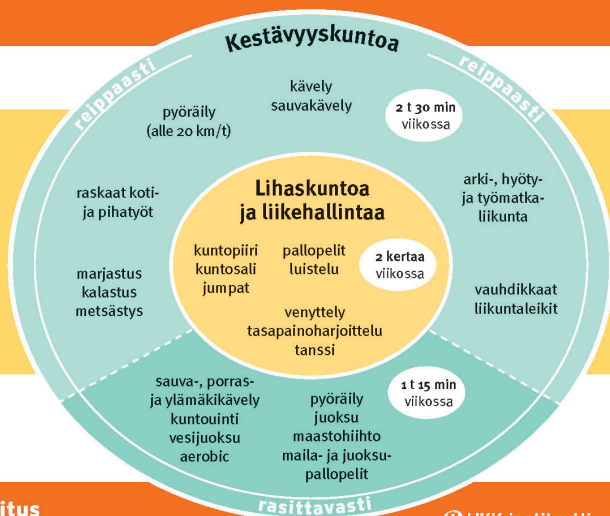 Kestävyyskuntoa
reippaasti
reippaasti
kävely
sauvakävely
2 t 30 min
viikossa
pyöräily
(alle 20 km/t)
raskaat koti-
ja pihatyöt
arki-, hyöty-
ja työmatka-
liikunta
marjastus
kalastus
metsästys
vauhdikkaat
liikuntaleikit
Lihaskuntoa
ja liikehallintaa
kuntopiiri
kuntosali
jumpat
pallopelit
luistelu
2 kertaa
viikossa
venyttely
tasapainoharjoittelu
tanssi
sauva-, porras-
ja ylämäkikävely
kuntouinti
vesijuoksu
aerobic
pyöräily
juoksu
maastohiihto
maila- ja juoksu-
pallopelit
1 t 15 min
viikossa
rasittavasti